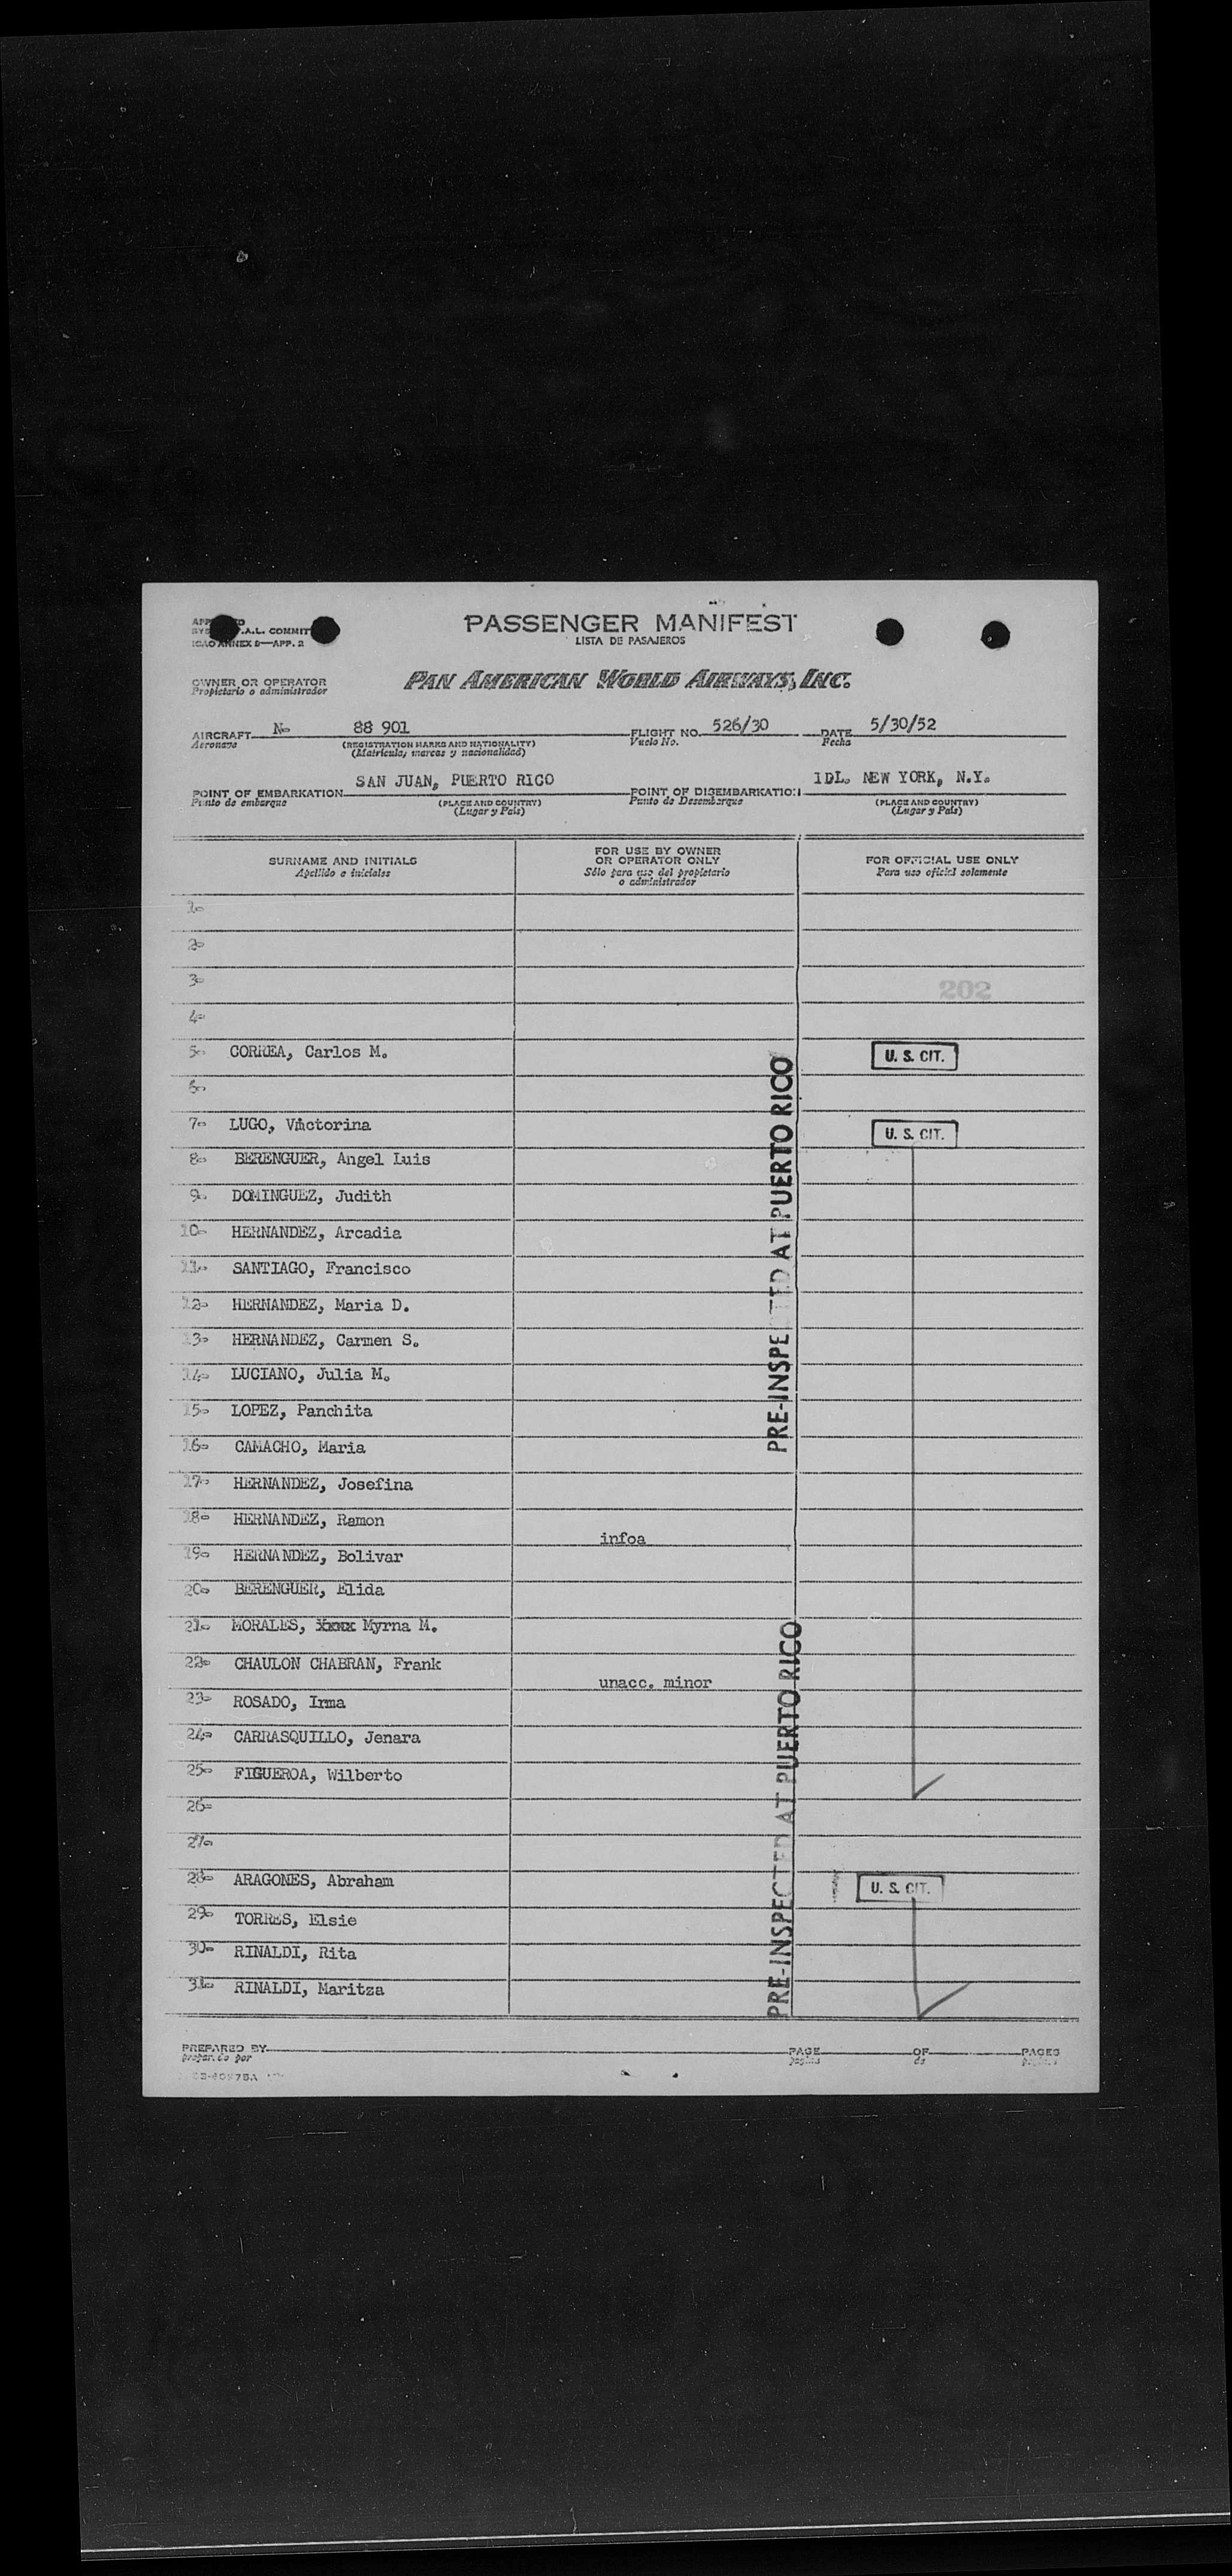 PASSENGER MANIFEST
LISTA DE PASAJEROS
.A.L. COMMIT
ICAO ANNEX 9—APP. 2
OWNER OR OPERATOR
Propietario o administrador
PAN AMERICAN WORLD AIRWAYS, INC.
AIRCRAFT N- 88 901 FLIGHT NO. 526/30 DATE 5/30/52
Aeronave (REGISTRATION MARKS AND NATIONALITY) Vuelo No. Fecha
(Matricula, marcas y nacionalidad)
POINT OF EMBARKATION SAN JUAN, PUERTO RICO POINT OF DISEMBARKATION 1DL. NEW YORK, N.Y.
Punto de embarque (PLACE AND COUNTRY) Punto de Desembarque (PLACE AND COUNTRY)
(Lugar y País) (Lugar y País)
SURNAME AND INITIALS
Apellido e iniciales
FOR USE BY OWNER
OR OPERATOR ONLY
Sólo para uso del propietario
o administrador
FOR OFFICIAL USE ONLY
Para uso oficial solamente
1-
2-
3-
202
4-
5- CORREA, Carlos M. U. S. CIT.
6-
7- LUGO, Victorina U. S. CIT.
8- BERENGUER, Angel Luis
9- DOMINGUEZ, Judith
10- HERNANDEZ, Arcadia
11- SANTIAGO, Francisco
12- HERNANDEZ, Maria D.
13- HERNANDEZ, Carmen S.
14- LUCIANO, Julia M.
15- LOPEZ, Panchita
16- CAMACHO, Maria
17- HERNANDEZ, Josefina
18- HERNANDEZ, Ramon
infoa
19- HERNANDEZ, Bolivar
20- BERENGUER, Elida
21- MORALES, xxxx Myrna M.
22- CHAULON CHABRAN, Frank
unacc. minor
23- ROSADO, Irma
24- CARRASQUILLO, Jenara
25- FIGUEROA, Wilberto
26-
27-
28- ARAGONES, Abraham U. S. CIT.
29- TORRES, Elsie
30- RINALDI, Rita
31- RINALDI, Maritza
PRE-INSPECTED AT PUERTO RICO
PRE-INSPECTED AT PUERTO RICO
PREPARED BY PAGE OF PAGES